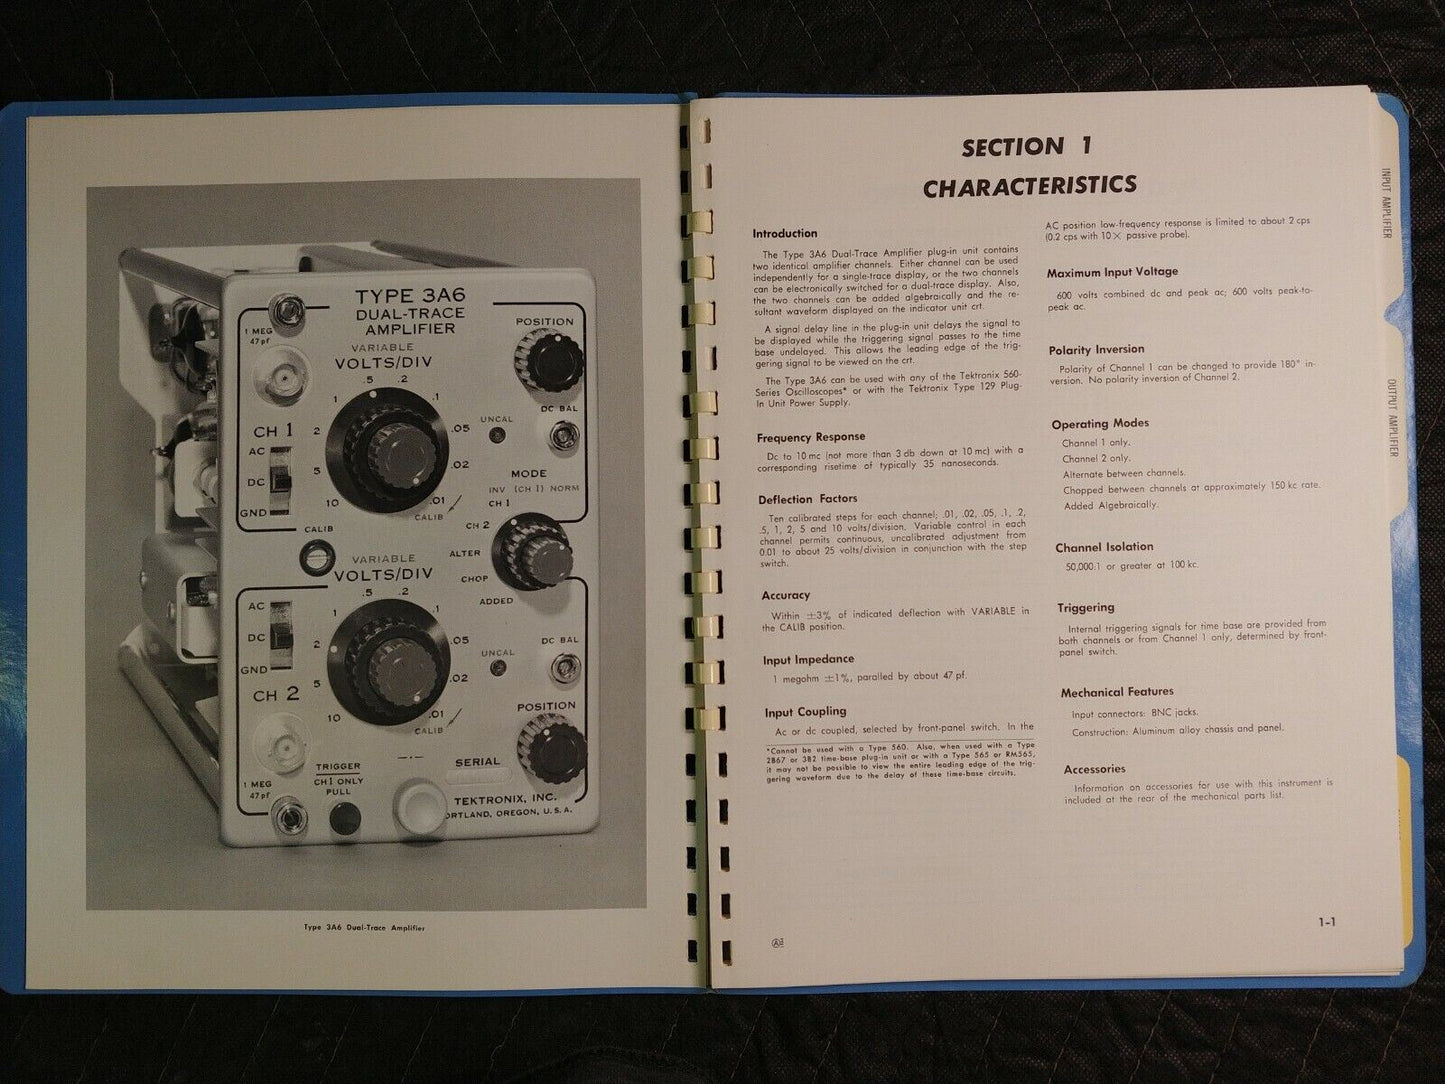 TYPE 3A6
DUAL-TRACE
AMPLIFIER
1 MEG
47 pf
VARIABLE
VOLTS/DIV
POSITION
.5 .2
1 .1
2 .05
5 .02
10 .01
CALIB
CH 1
AC
DC
GND
UNCAL
DC BAL
MODE
INV (CH 1) NORM
CH 1
CH 2
ALTER
CHOP
ADDED
CALIB
VARIABLE
VOLTS/DIV
.5 .2
1 .1
2 .05
5 .02
10 .01
CALIB
AC
DC
GND
CH 2
UNCAL
DC BAL
POSITION
1 MEG
47 pf
TRIGGER
CH 1 ONLY
PULL
SERIAL
TEKTRONIX, INC.
ORTLAND, OREGON, U.S.A.
Type 3A6 Dual-Trace Amplifier
SECTION 1
CHARACTERISTICS
Introduction
The Type 3A6 Dual-Trace Amplifier plug-in unit contains
two identical amplifier channels. Either channel can be used
independently for a single-trace display, or the two channels
can be electronically switched for a dual-trace display. Also,
the two channels can be added algebraically and the re-
sultant waveform displayed on the indicator unit crt.
A signal delay line in the plug-in unit delays the signal to
be displayed while the triggering signal passes to the time
base undelayed. This allows the leading edge of the trig-
gering signal to be viewed on the crt.
The Type 3A6 can be used with any of the Tektronix 560-
Series Oscilloscopes* or with the Tektronix Type 129 Plug-
In Unit Power Supply.
Frequency Response
Dc to 10 mc (not more than 3 db down at 10 mc) with a
corresponding risetime of typically 35 nanoseconds.
Deflection Factors
Ten calibrated steps for each channel; .01, .02, .05, .1, .2,
.5, 1, 2, 5 and 10 volts/division. Variable control in each
channel permits continuous, uncalibrated adjustment from
0.01 to about 25 volts/division in conjunction with the step
switch.
Accuracy
Within ±3% of indicated deflection with VARIABLE in
the CALIB position.
Input Impedance
1 megohm ±1%, paralled by about 47 pf.
Input Coupling
Ac or dc coupled, selected by front-panel switch. In the
*Cannot be used with a Type 560. Also, when used with a Type
2B67 or 3B2 time-base plug-in unit or with a Type 565 or RM565,
it may not be possible to view the entire leading edge of the trig-
gering waveform due to the delay of these time-base circuits.
AC position low-frequency response is limited to about 2 cps
(0.2 cps with 10× passive probe).
Maximum Input Voltage
600 volts combined dc and peak ac; 600 volts peak-to-
peak ac.
Polarity Inversion
Polarity of Channel 1 can be changed to provide 180° in-
version. No polarity inversion of Channel 2.
Operating Modes
Channel 1 only.
Channel 2 only.
Alternate between channels.
Chopped between channels at approximately 150 kc rate.
Added Algebraically.
Channel Isolation
50,000:1 or greater at 100 kc.
Triggering
Internal triggering signals for time base are provided from
both channels or from Channel 1 only, determined by front-
panel switch.
Mechanical Features
Input connectors: BNC jacks.
Construction: Aluminum alloy chassis and panel.
Accessories
Information on accessories for use with this instrument is
included at the rear of the mechanical parts list.
1-1
INPUT AMPLIFIER
OUTPUT AMPLIFIER